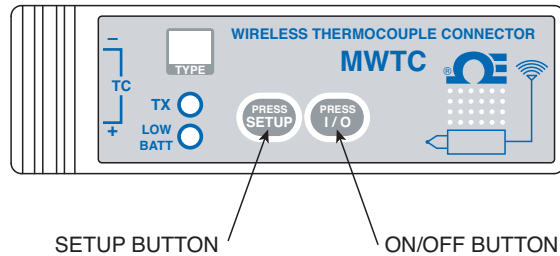 WIRELESS THERMOCOUPLE CONNECTOR
MWTC
®
–
TC
+
TYPE
TX
LOW
BATT
PRESS
SETUP
PRESS
I / O
SETUP BUTTON
ON/OFF BUTTON